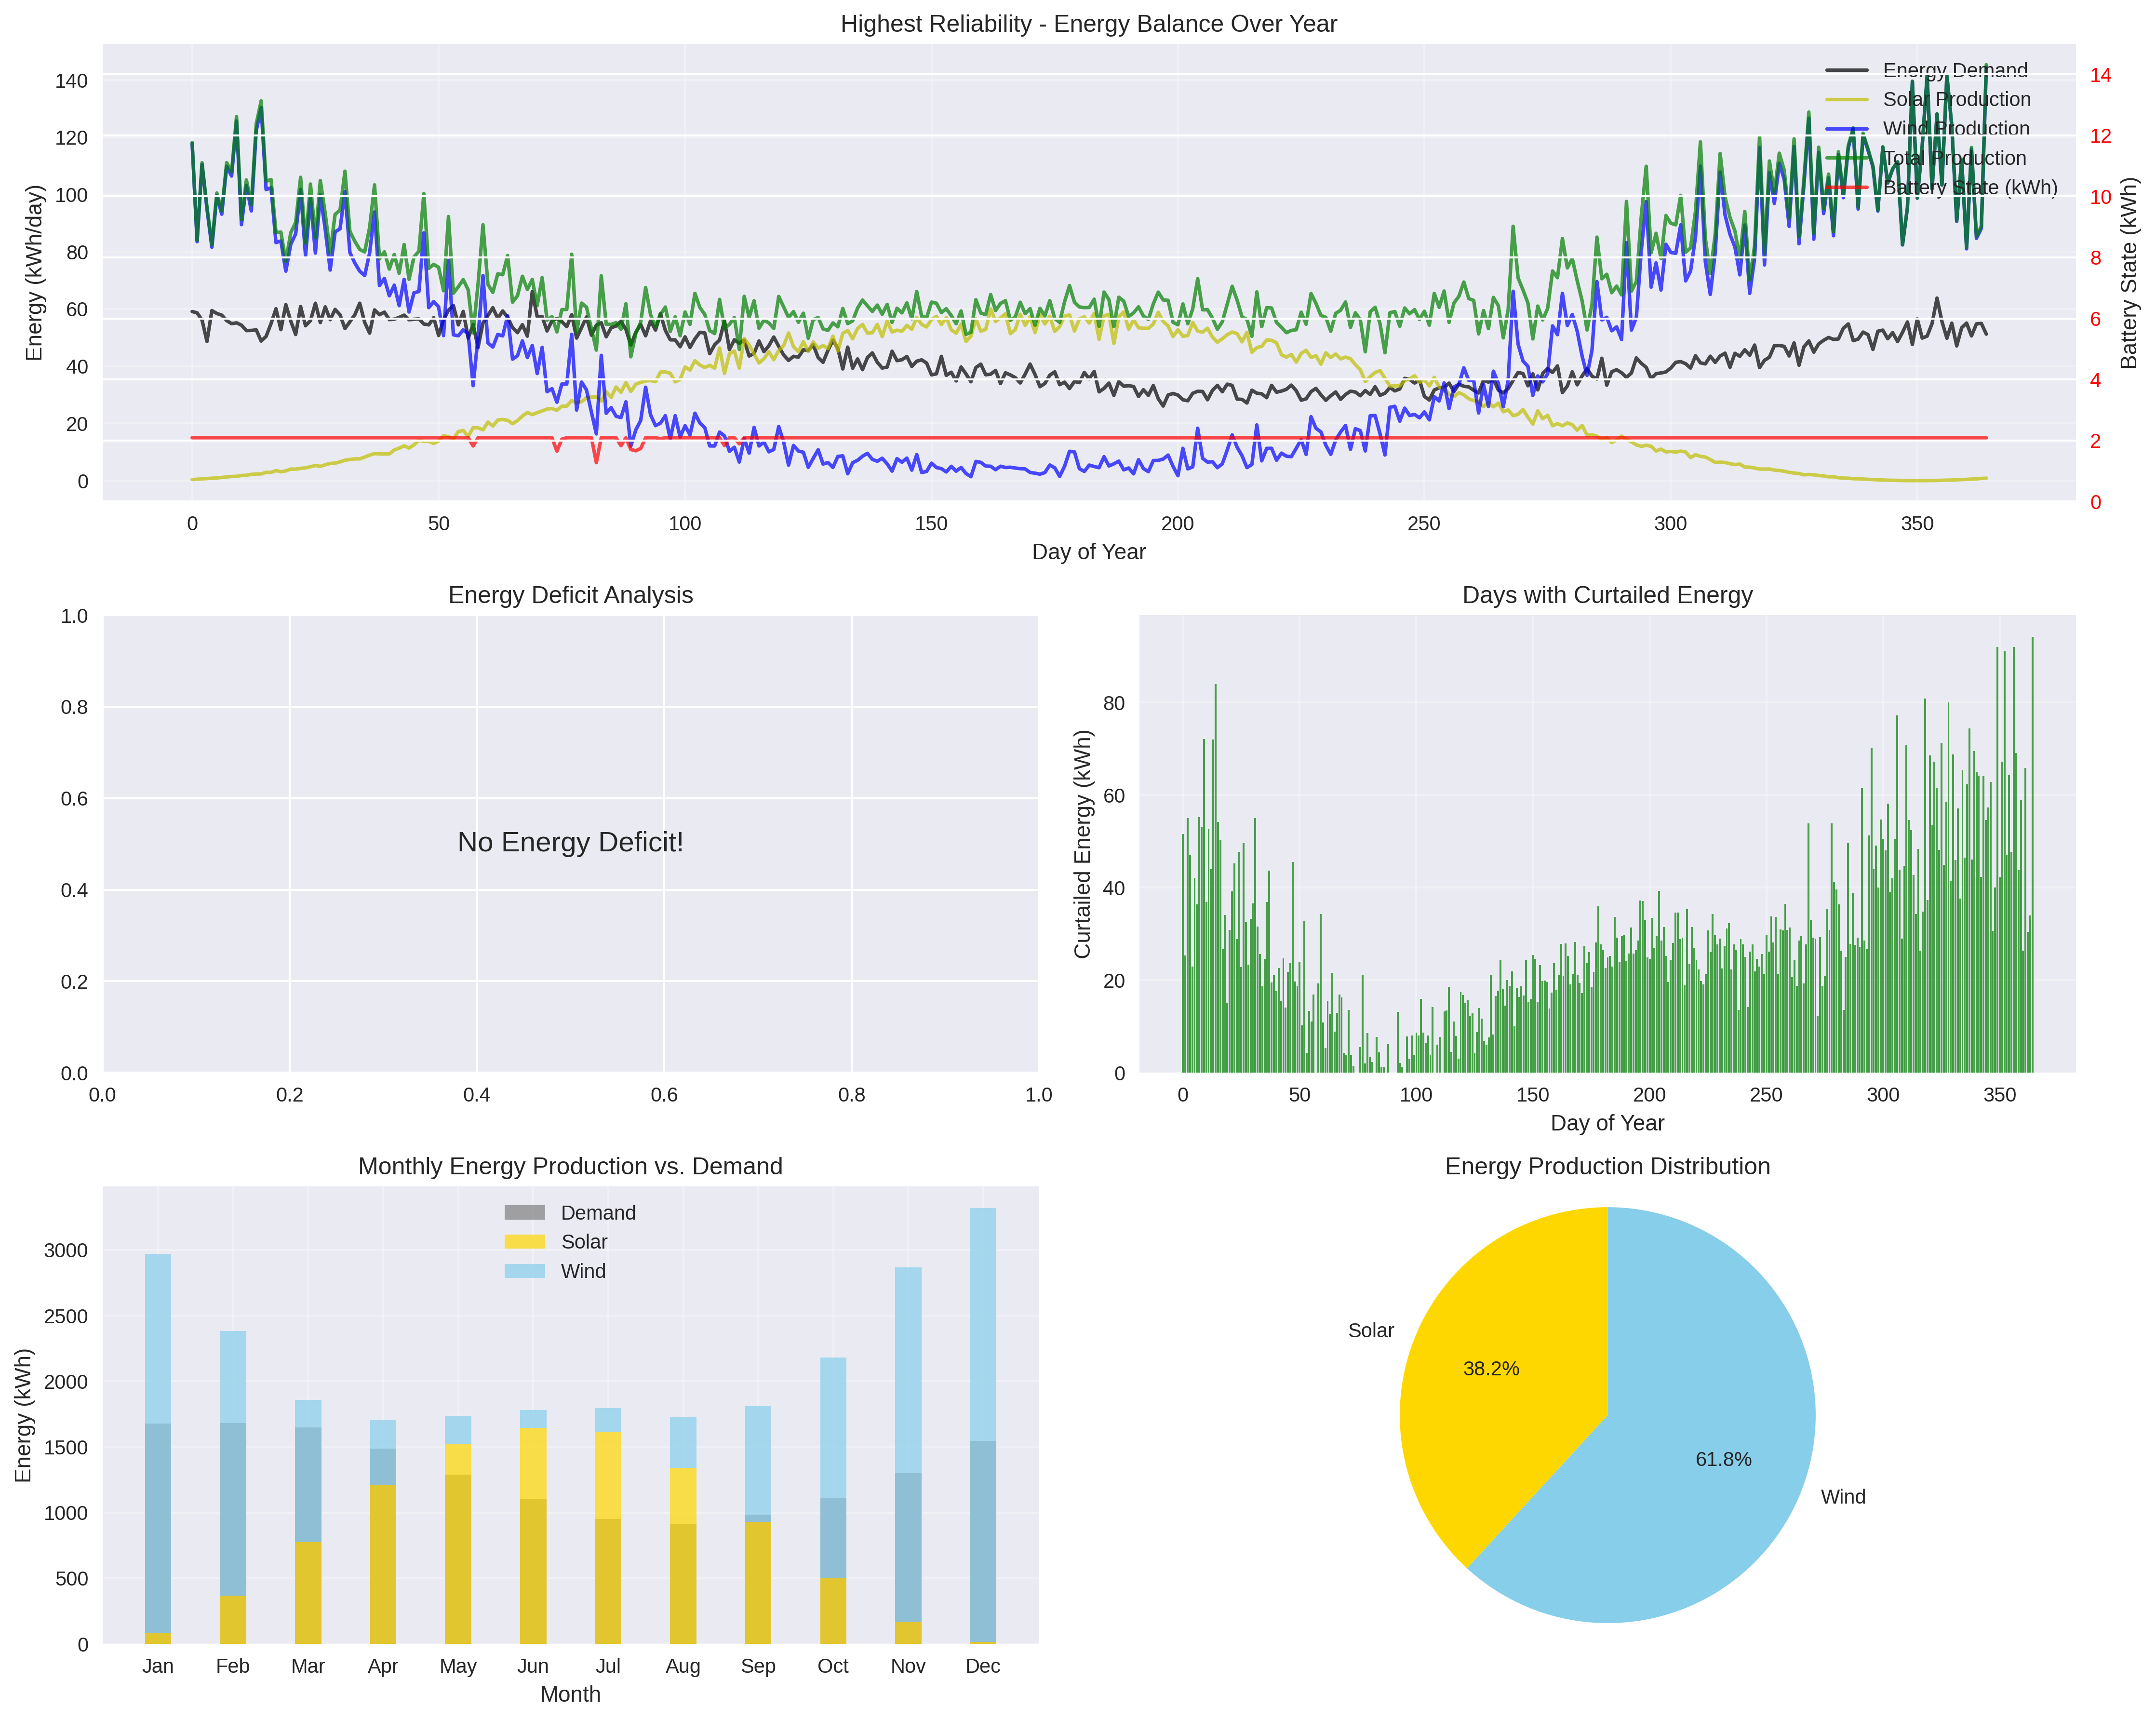 Highest Reliability - Energy Balance Over Year
Energy (kWh/day)
140
120
100
80
60
40
20
0
Energy Demand
Solar Production
Wind Production
Total Production
Battery State (kWh)
14
12
10
8
6
4
2
0
Battery State (kWh)
0 50 100 150 200 250 300 350
Day of Year
Energy Deficit Analysis
1.0
0.8
0.6
0.4
0.2
0.0
No Energy Deficit!
0.0 0.2 0.4 0.6 0.8 1.0
Days with Curtailed Energy
Curtailed Energy (kWh)
80
60
40
20
0
0 50 100 150 200 250 300 350
Day of Year
Monthly Energy Production vs. Demand
Energy (kWh)
3000
2500
2000
1500
1000
500
0
Demand
Solar
Wind
Jan Feb Mar Apr May Jun Jul Aug Sep Oct Nov Dec
Month
Energy Production Distribution
Solar
38.2%
61.8%
Wind